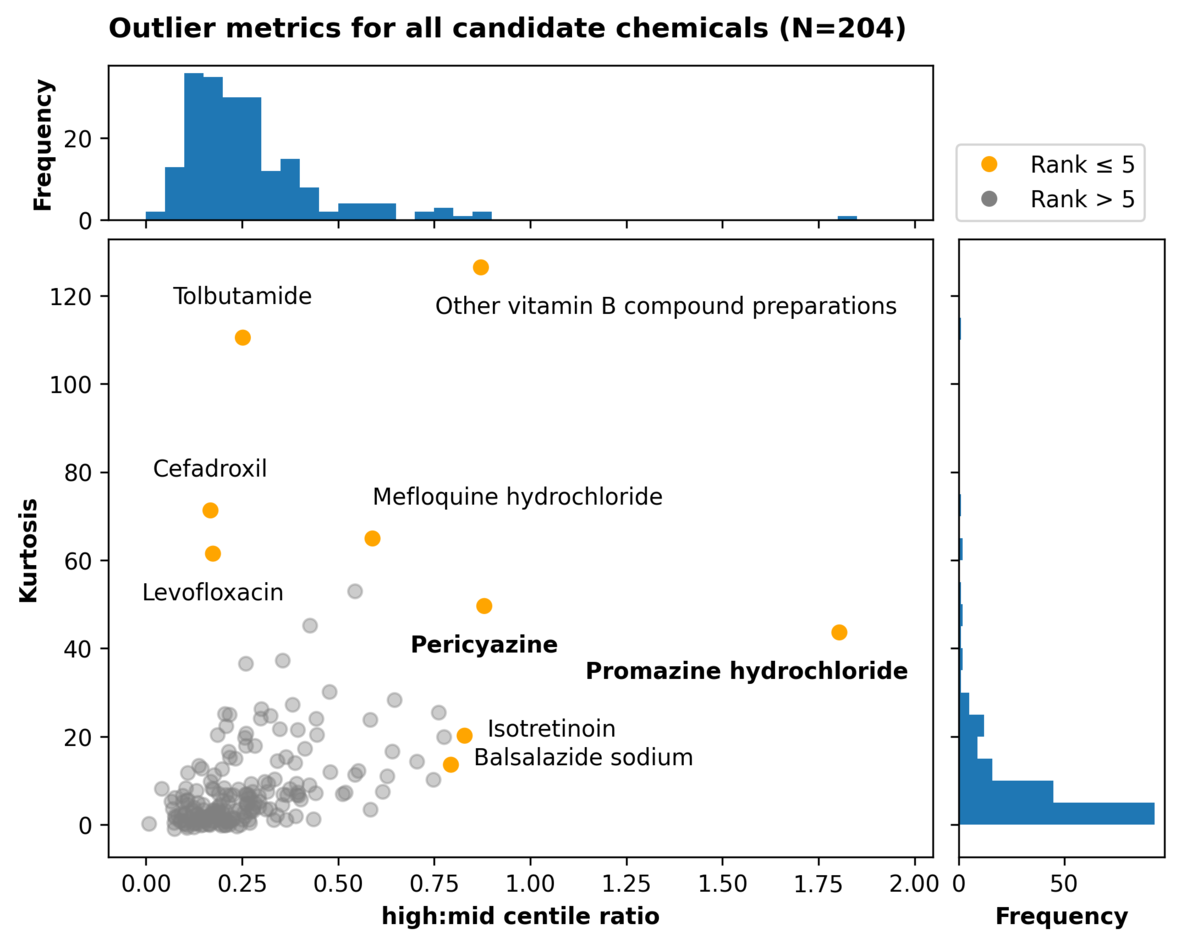 Outlier metrics for all candidate chemicals (N=204)
Frequency
20
0
Rank ≤ 5
Rank > 5
Kurtosis
120
100
80
60
40
20
0
Tolbutamide
Other vitamin B compound preparations
Cefadroxil
Mefloquine hydrochloride
Levofloxacin
Pericyazine
Promazine hydrochloride
Isotretinoin
Balsalazide sodium
0.00 0.25 0.50 0.75 1.00 1.25 1.50 1.75 2.00
high:mid centile ratio
0 50
Frequency